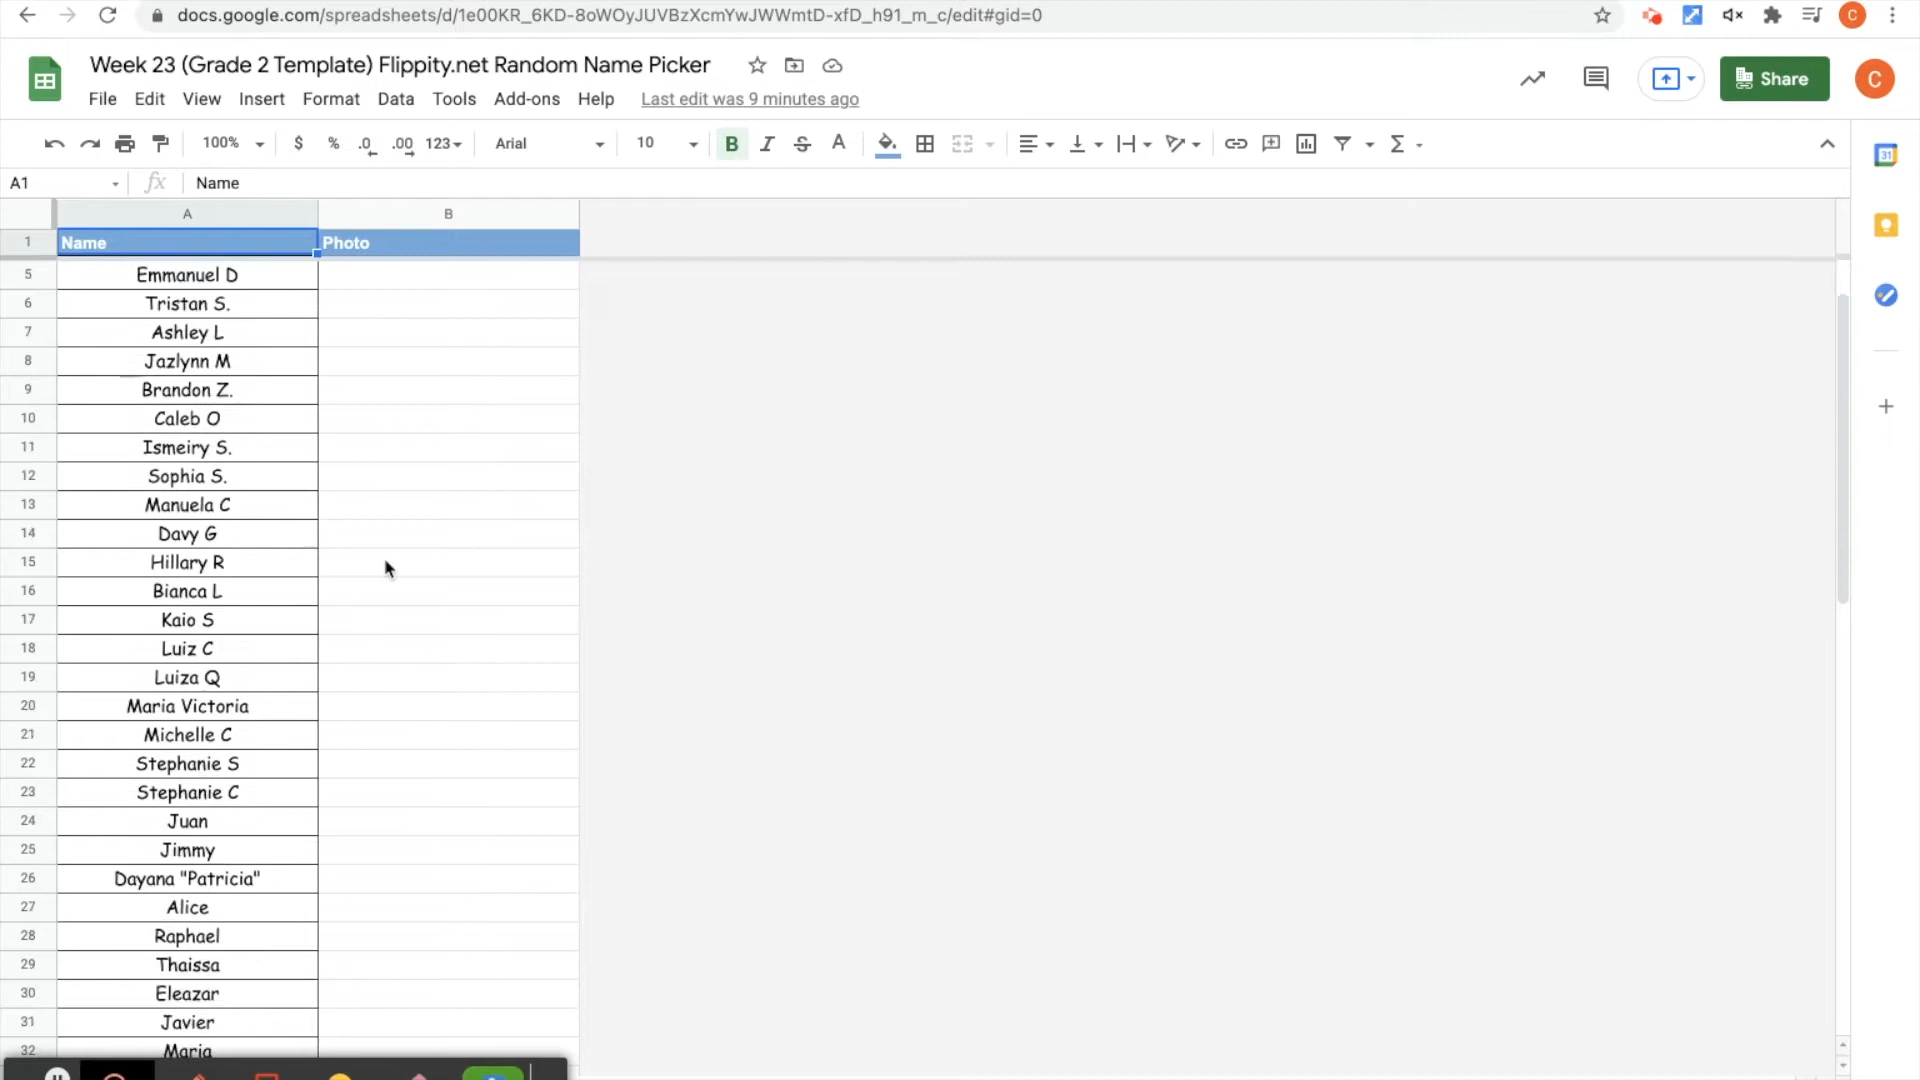 docs.google.com/spreadsheets/d/1e00KR_6KD-8oWOyJUVBzXcmYwJWWmtD-xfD_h91_m_c/edit#gid=0
C
Week 23 (Grade 2 Template) Flippity.net Random Name Picker
File Edit View Insert Format Data Tools Add-ons Help Last edit was 9 minutes ago
Share
C
100% $ % .0 .00 123 Arial 10 B I S A Σ
31
A1 fx Name
A B
1 Name Photo
5 Emmanuel D
6 Tristan S.
7 Ashley L
8 Jazlynn M
9 Brandon Z.
10 Caleb O
11 Ismeiry S.
12 Sophia S.
13 Manuela C
14 Davy G
15 Hillary R
16 Bianca L
17 Kaio S
18 Luiz C
19 Luiza Q
20 Maria Victoria
21 Michelle C
22 Stephanie S
23 Stephanie C
24 Juan
25 Jimmy
26 Dayana "Patricia"
27 Alice
28 Raphael
29 Thaissa
30 Eleazar
31 Javier
32 Maria